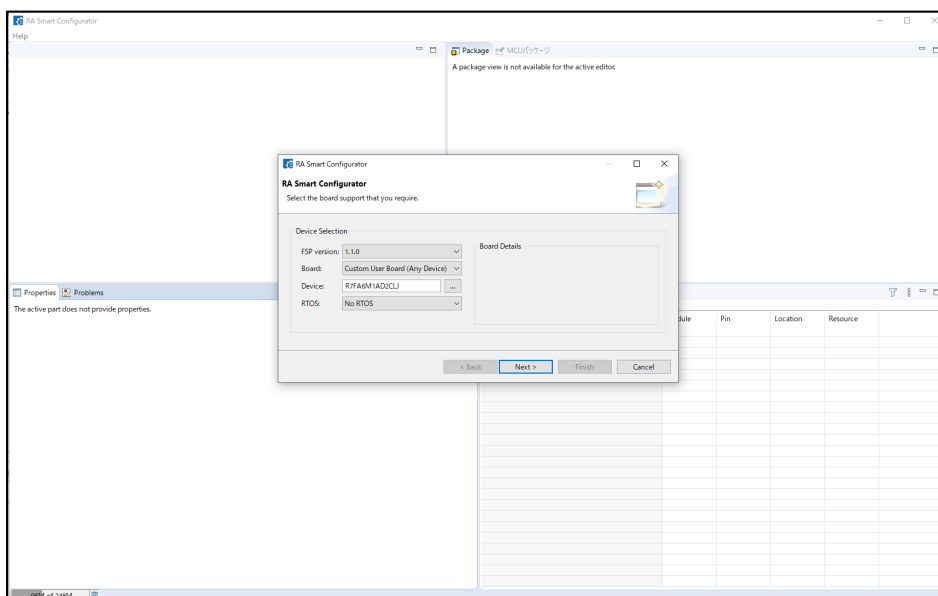 RA Smart Configurator
Help
Package MCUパッケージ
A package view is not available for the active editor.
RA Smart Configurator
RA Smart Configurator
Select the board support that you require.
Device Selection
FSP version: 1.1.0
Board: Custom User Board (Any Device)
Device: R7FA6M1AD2CLJ ...
RTOS: No RTOS
Board Details
< Back Next > Finish Cancel
Properties Problems
The active part does not provide properties.
Pin Location Resource